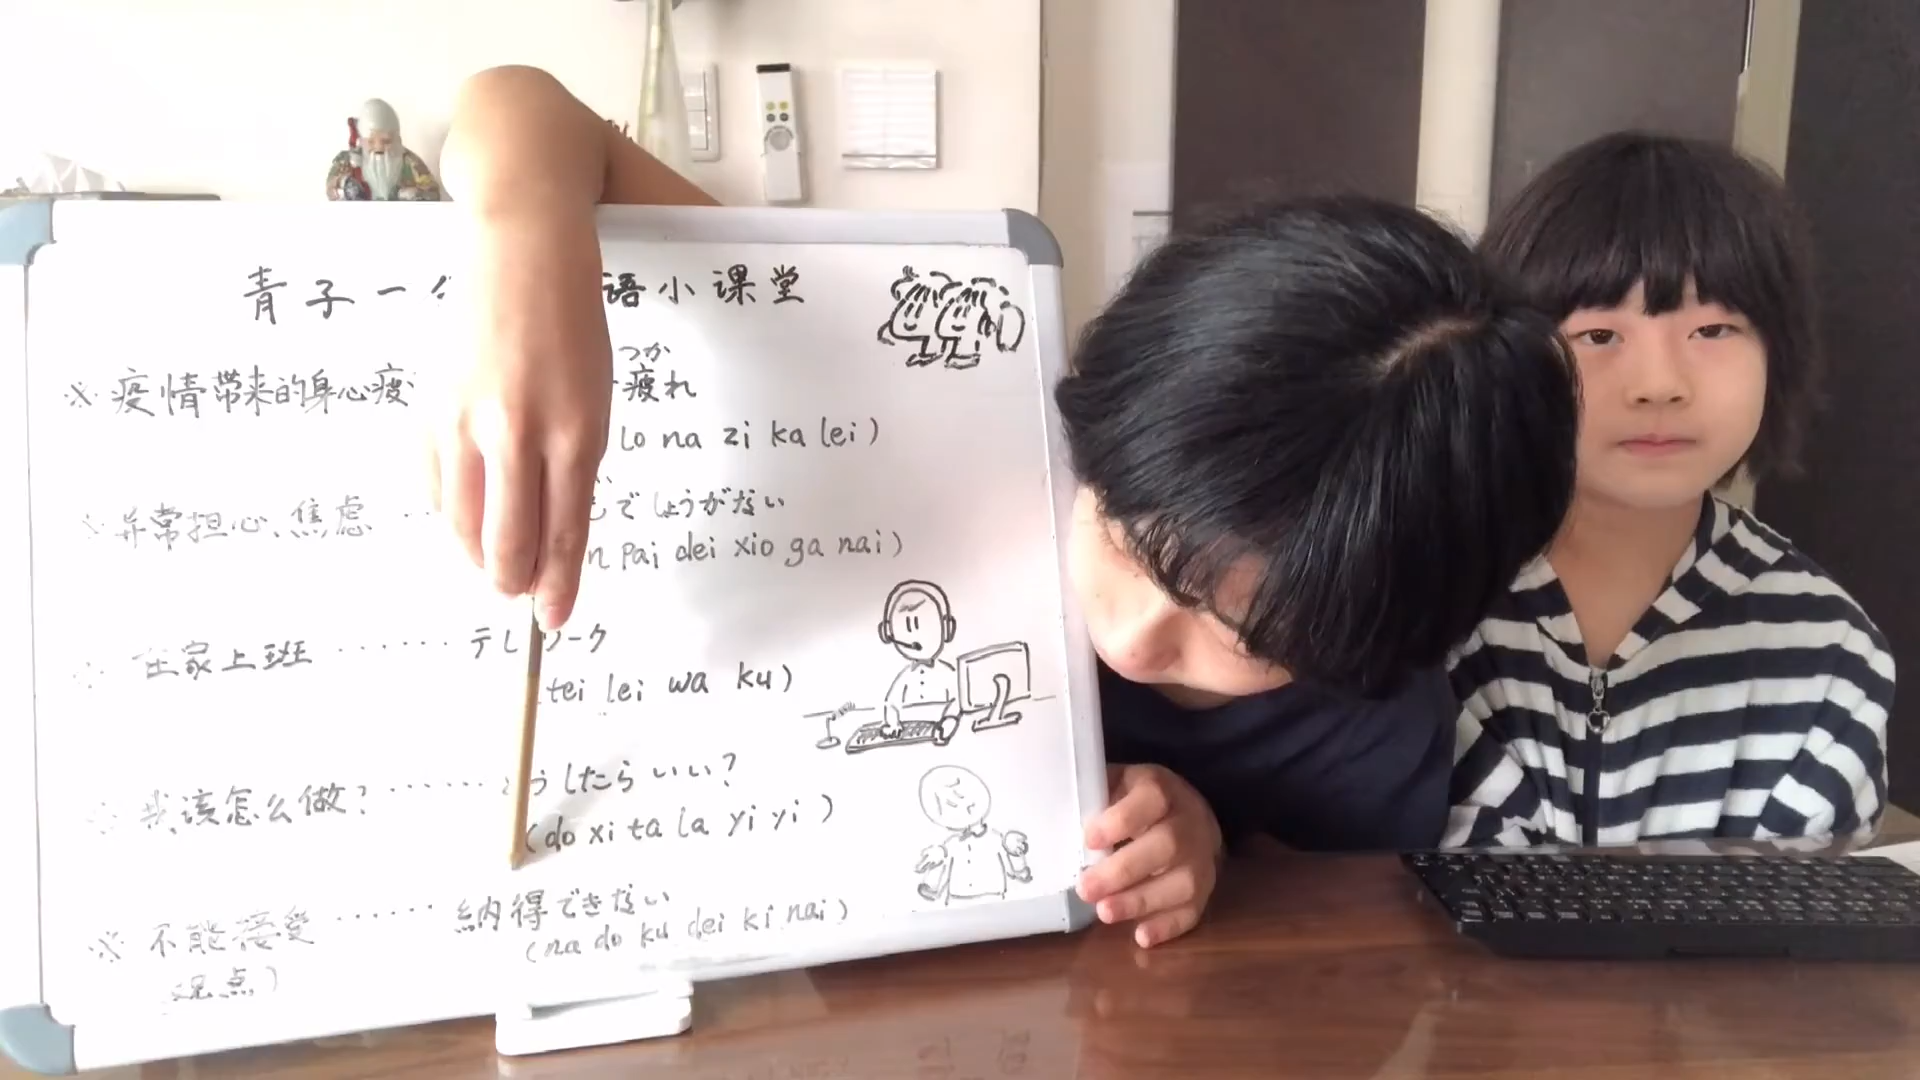 青子一 语小课堂
つか
※ 疫情帶来的身心疲 疲れ
lo na zi ka lei)
※ 异常担心、焦虑 ‥ でしょうがない
n pai dei xio ga nai)
※ 在家上班 ‥‥‥‥ テレワーク
tei lei wa ku)
※ 我该怎么做? ‥‥‥ うしたらいい?
(do xi ta la yi yi )
※ 不能接受 ‥‥‥ 納得できない
(na do ku dei ki nai)
观点)